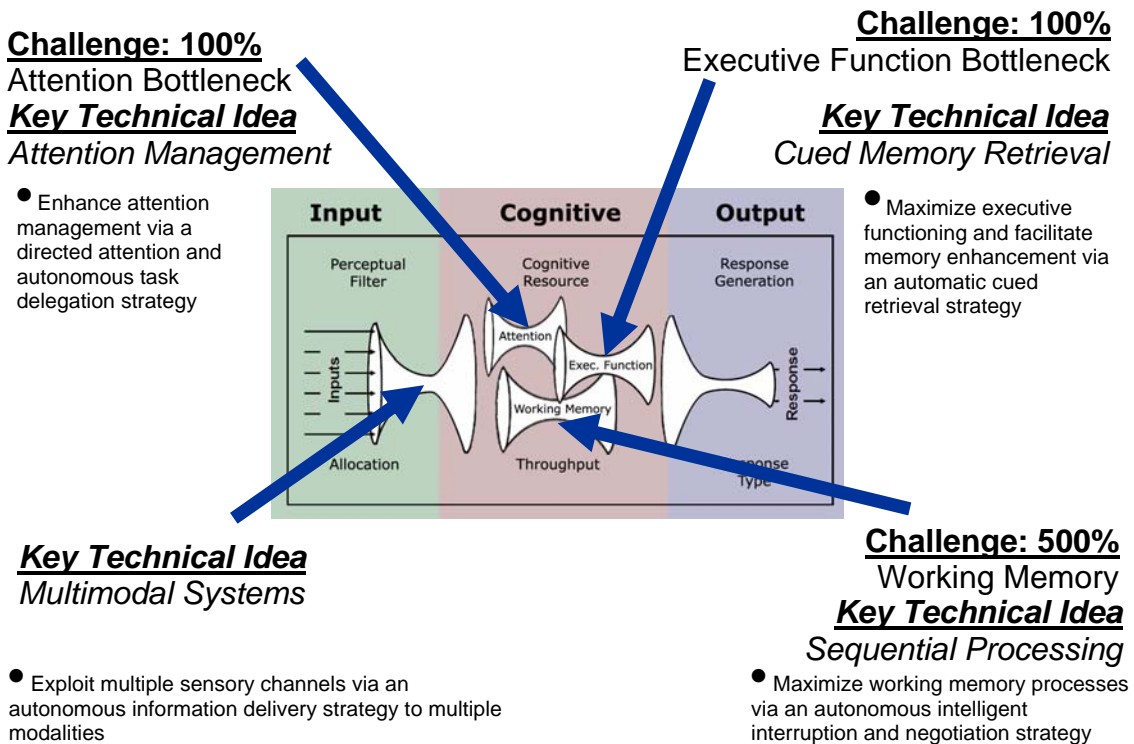 Challenge: 100%
Attention Bottleneck
Key Technical Idea
Attention Management
● Enhance attention
management via a
directed attention and
autonomous task
delegation strategy
Challenge: 100%
Executive Function Bottleneck
Key Technical Idea
Cued Memory Retrieval
● Maximize executive
functioning and facilitate
memory enhancement via
an automatic cued
retrieval strategy
Input
Cognitive
Output
Perceptual
Filter
Cognitive
Resource
Response
Generation
Inputs
Attention
Exec. Function
Working Memory
Response
Allocation
Throughput
Type
Key Technical Idea
Multimodal Systems
● Exploit multiple sensory channels via an
autonomous information delivery strategy to multiple
modalities
Challenge: 500%
Working Memory
Key Technical Idea
Sequential Processing
● Maximize working memory processes
via an autonomous intelligent
interruption and negotiation strategy